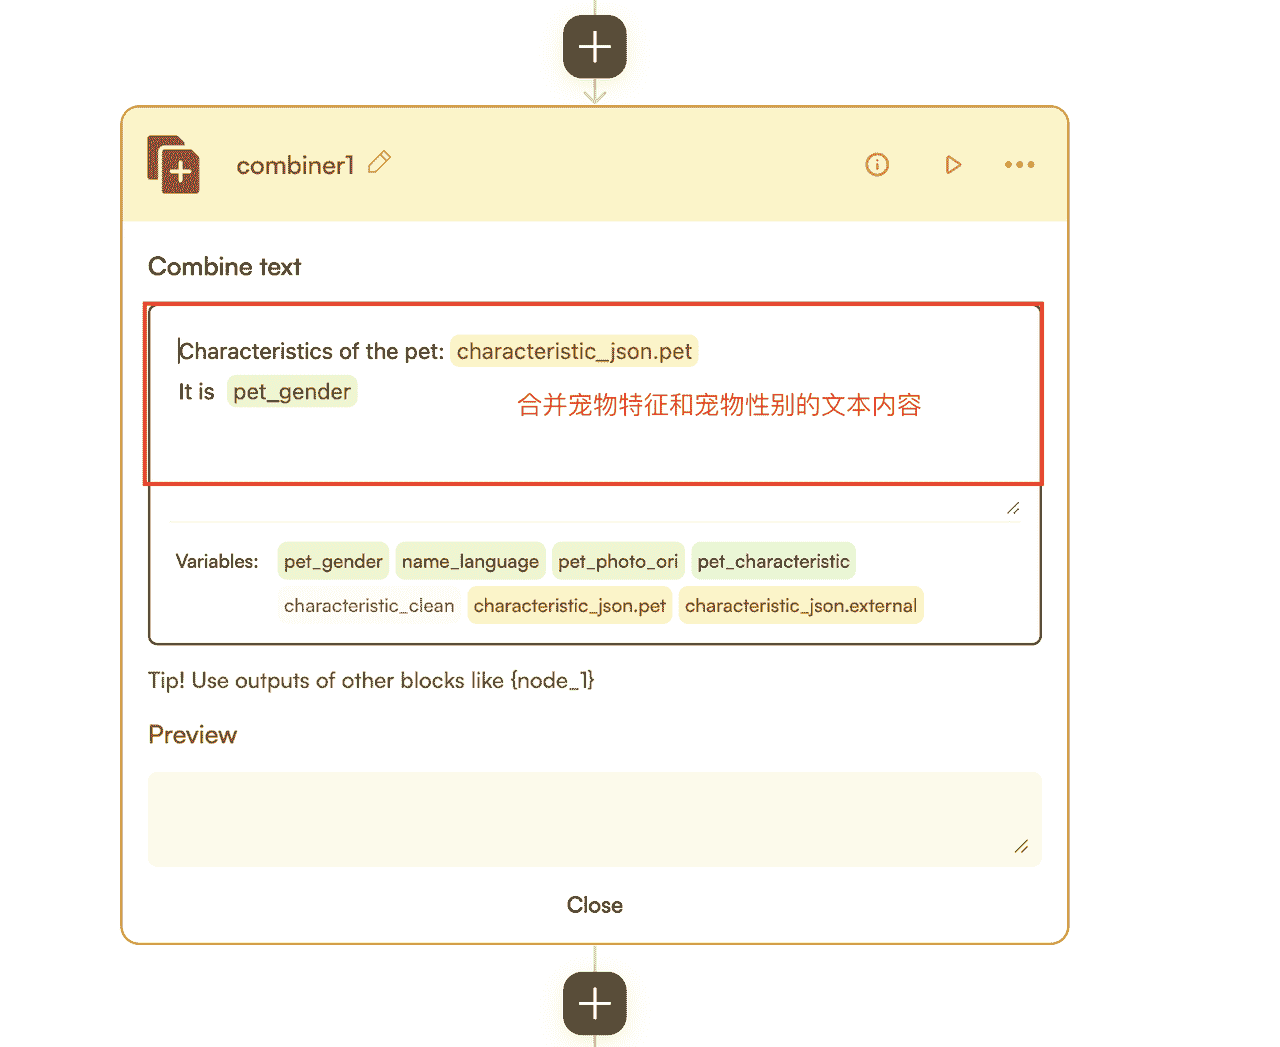 combiner1
Combine text
Characteristics of the pet: characteristic_json.pet
It is pet_gender
合并宠物特征和宠物性别的文本内容
Variables: pet_gender name_language pet_photo_ori pet_characteristic
characteristic_clean characteristic_json.pet characteristic_json.external
Tip! Use outputs of other blocks like {node_1}
Preview
Close